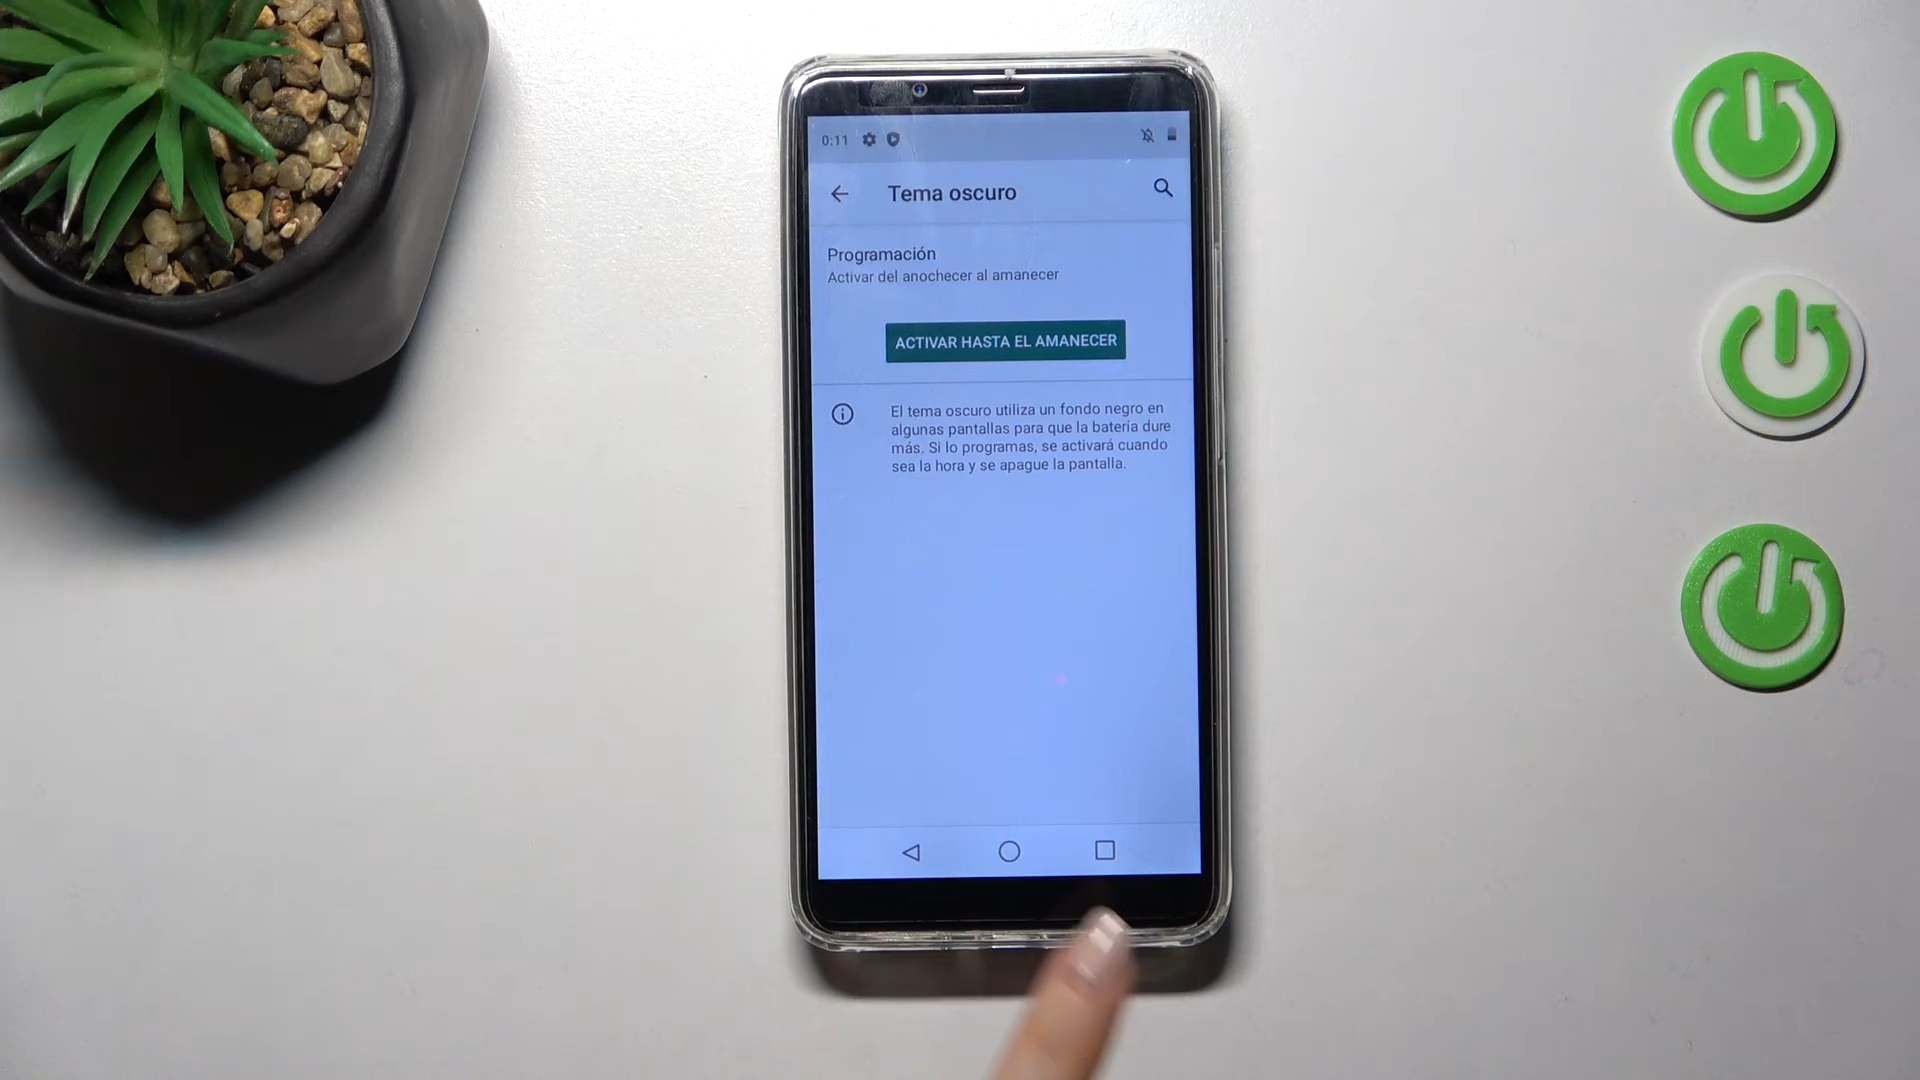 0:11
Tema oscuro
Programación
Activar del anochecer al amanecer
ACTIVAR HASTA EL AMANECER
El tema oscuro utiliza un fondo negro en
algunas pantallas para que la batería dure
más. Si lo programas, se activará cuando
sea la hora y se apague la pantalla.